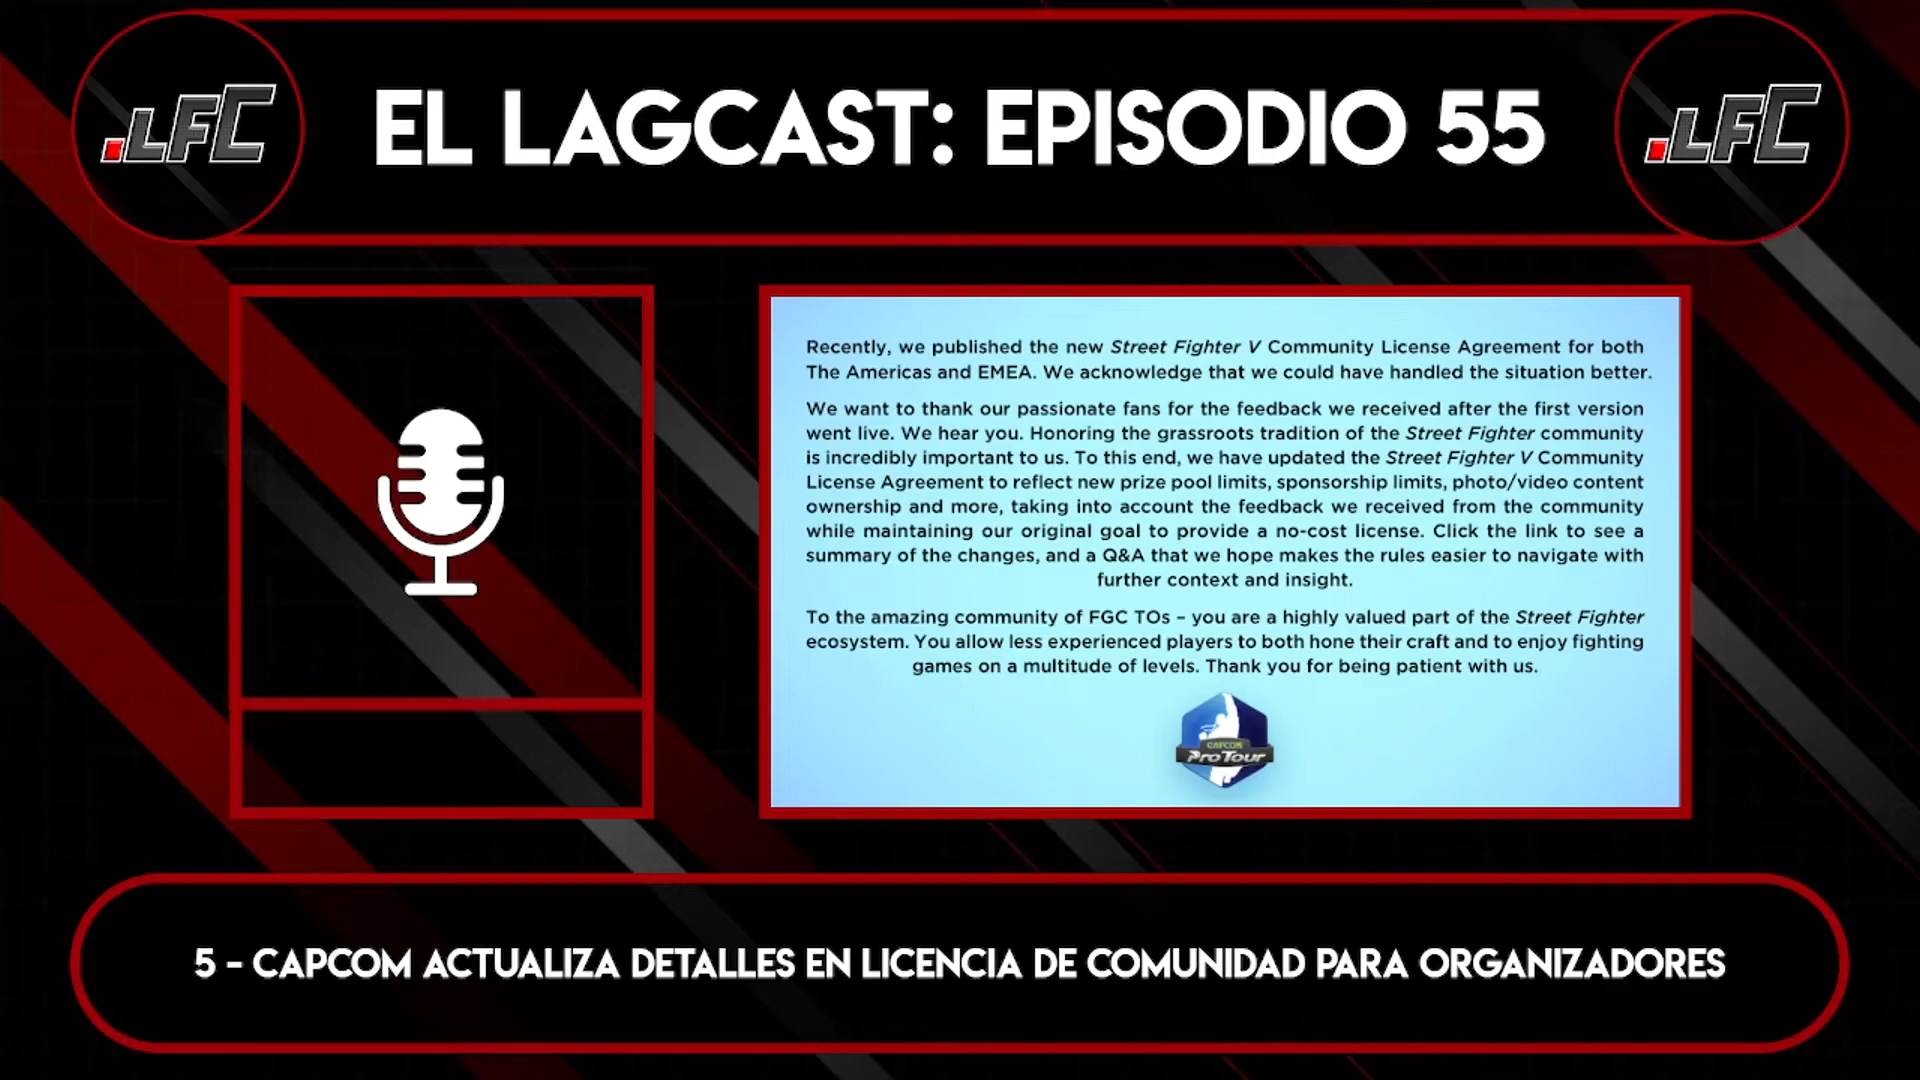 .LFC
EL LAGCAST: EPISODIO 55
.LFC
Recently, we published the new Street Fighter V Community License Agreement for both
The Americas and EMEA. We acknowledge that we could have handled the situation better.
We want to thank our passionate fans for the feedback we received after the first version
went live. We hear you. Honoring the grassroots tradition of the Street Fighter community
is incredibly important to us. To this end, we have updated the Street Fighter V Community
License Agreement to reflect new prize pool limits, sponsorship limits, photo/video content
ownership and more, taking into account the feedback we received from the community
while maintaining our original goal to provide a no-cost license. Click the link to see a
summary of the changes, and a Q&A that we hope makes the rules easier to navigate with
further context and insight.
To the amazing community of FGC TOs – you are a highly valued part of the Street Fighter
ecosystem. You allow less experienced players to both hone their craft and to enjoy fighting
games on a multitude of levels. Thank you for being patient with us.
CAPCOM
Pro Tour
5 - CAPCOM ACTUALIZA DETALLES EN LICENCIA DE COMUNIDAD PARA ORGANIZADORES